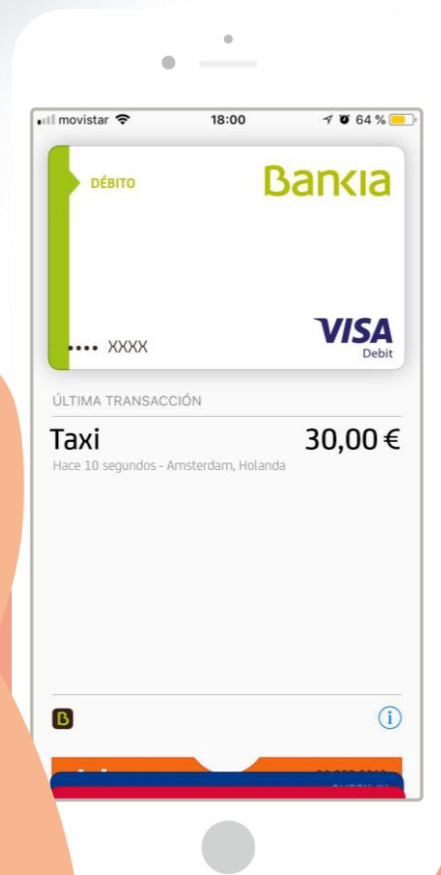 movistar 18:00 64 %
DÉBITO Bankia
•••• XXXX VISA
Debit
ÚLTIMA TRANSACCIÓN
Taxi 30,00 €
Hace 10 segundos - Amsterdam, Holanda
B i